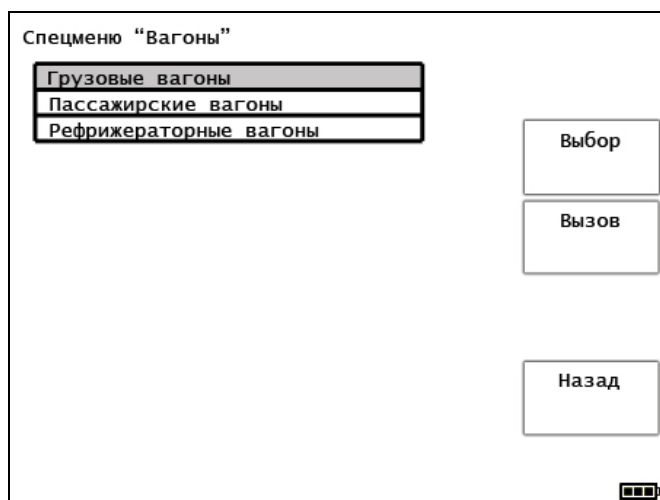 Спецменю “Вагоны”
Грузовые вагоны
Пассажирские вагоны
Рефрижераторные вагоны
Выбор
Вызов
Назад